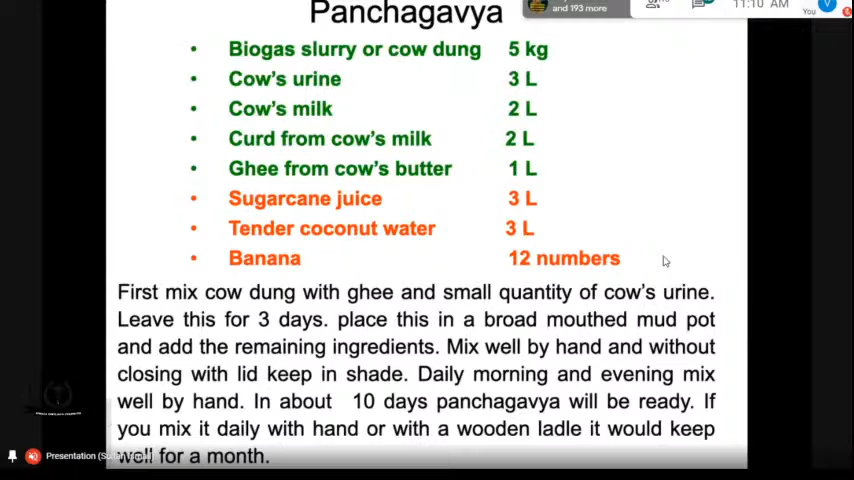 Panchagavya
and 193 more
11:10 AM
You
V
• Biogas slurry or cow dung 5 kg
• Cow's urine 3 L
• Cow's milk 2 L
• Curd from cow's milk 2 L
• Ghee from cow's butter 1 L
• Sugarcane juice 3 L
• Tender coconut water 3 L
• Banana 12 numbers
First mix cow dung with ghee and small quantity of cow's urine.
Leave this for 3 days. place this in a broad mouthed mud pot
and add the remaining ingredients. Mix well by hand and without
closing with lid keep in shade. Daily morning and evening mix
well by hand. In about 10 days panchagavya will be ready. If
you mix it daily with hand or with a wooden ladle it would keep
well for a month.
Presentation (Sultan Ismail)